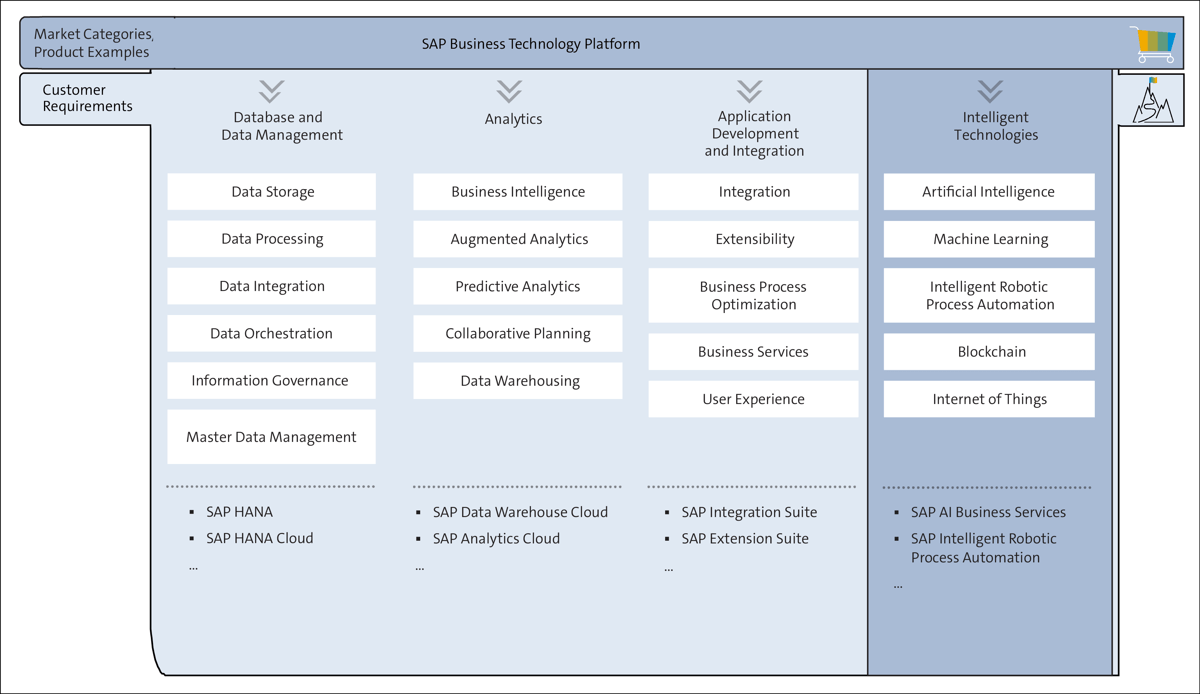 Market Categories,
Product Examples
SAP Business Technology Platform
Customer
Requirements
Database and
Data Management
Data Storage
Data Processing
Data Integration
Data Orchestration
Information Governance
Master Data Management
▪ SAP HANA
▪ SAP HANA Cloud
...
Analytics
Business Intelligence
Augmented Analytics
Predictive Analytics
Collaborative Planning
Data Warehousing
▪ SAP Data Warehouse Cloud
▪ SAP Analytics Cloud
...
Application
Development
and Integration
Integration
Extensibility
Business Process
Optimization
Business Services
User Experience
▪ SAP Integration Suite
▪ SAP Extension Suite
...
Intelligent
Technologies
Artificial Intelligence
Machine Learning
Intelligent Robotic
Process Automation
Blockchain
Internet of Things
▪ SAP AI Business Services
▪ SAP Intelligent Robotic
Process Automation
...